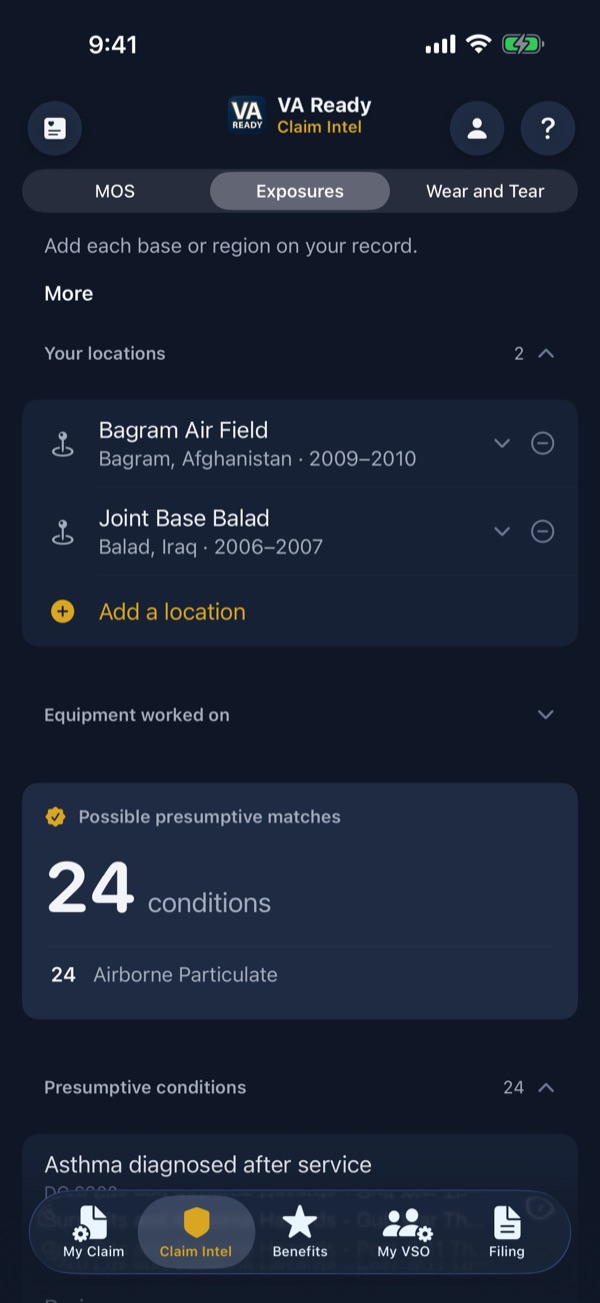 9:41
VA
READY
VA Ready
Claim Intel
?
MOS
Exposures
Wear and Tear
Add each base or region on your record.
More
Your locations
2
Bagram Air Field
Bagram, Afghanistan · 2009–2010
Joint Base Balad
Balad, Iraq · 2006–2007
Add a location
Equipment worked on
Possible presumptive matches
24 conditions
24 Airborne Particulate
Presumptive conditions
24
Asthma diagnosed after service
My Claim
Claim Intel
Benefits
My VSO
Filing